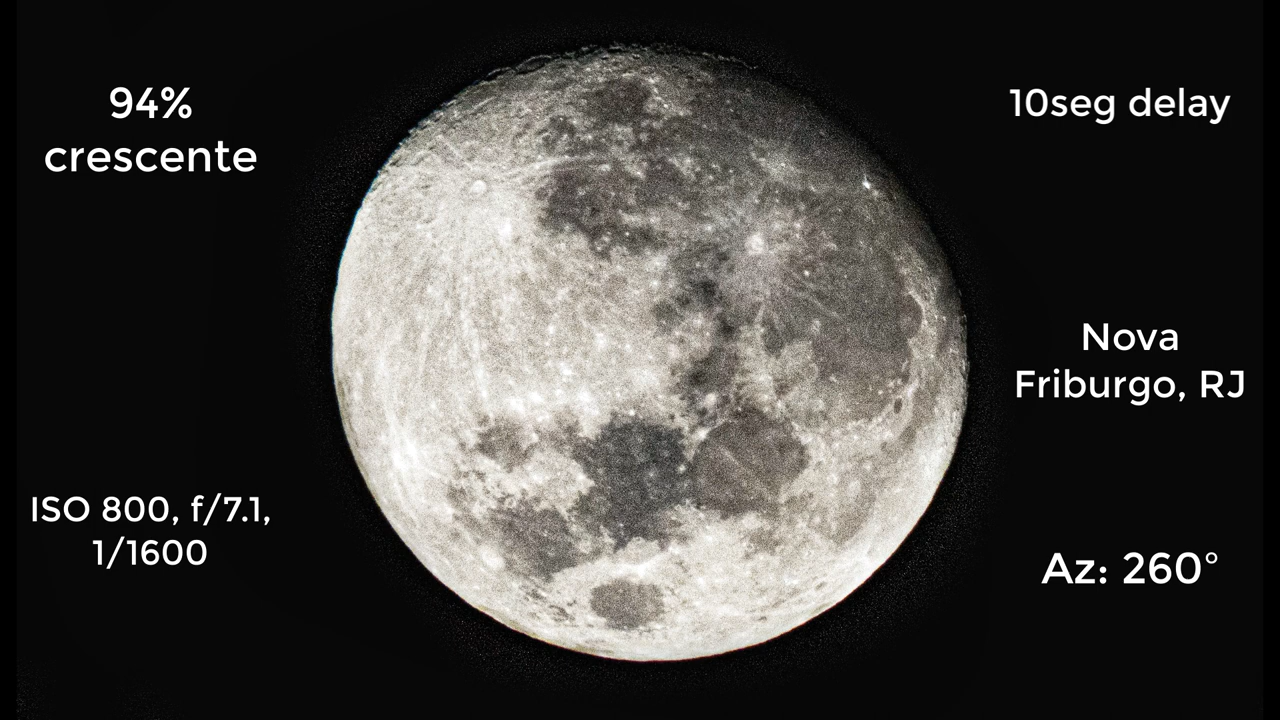 94%
crescente
10seg delay
Nova
Friburgo, RJ
ISO 800, f/7.1,
1/1600
Az: 260°